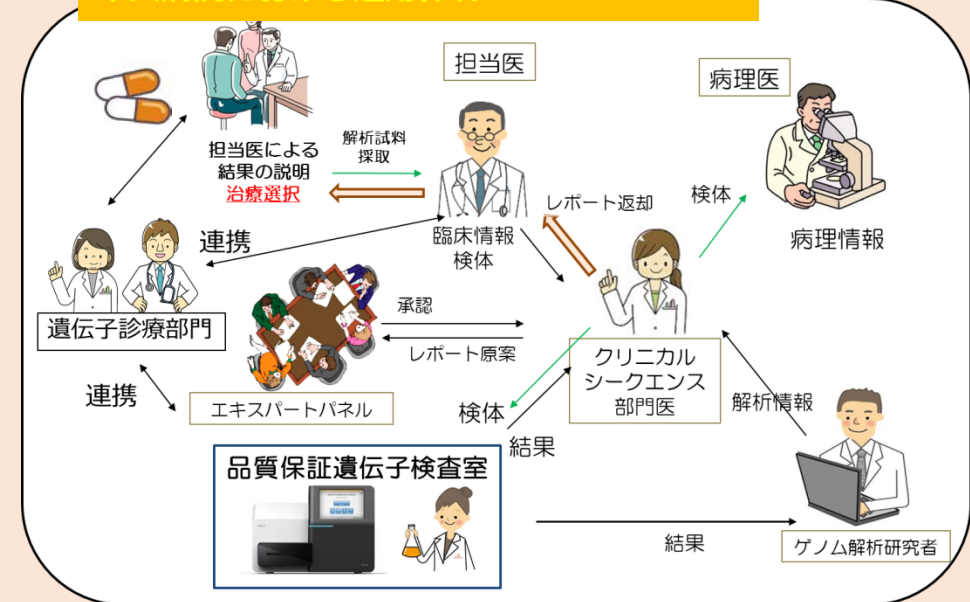 担当医
病理医
解析試料
採取
担当医による
結果の説明
治療選択
レポート返却
検体
臨床情報
検体
病理情報
連携
遺伝子診療部門
承認
レポート原案
クリニカル
シークエンス
部門医
連携
エキスパートパネル
検体
結果
解析情報
品質保証遺伝子検査室
結果
ゲノム解析研究者